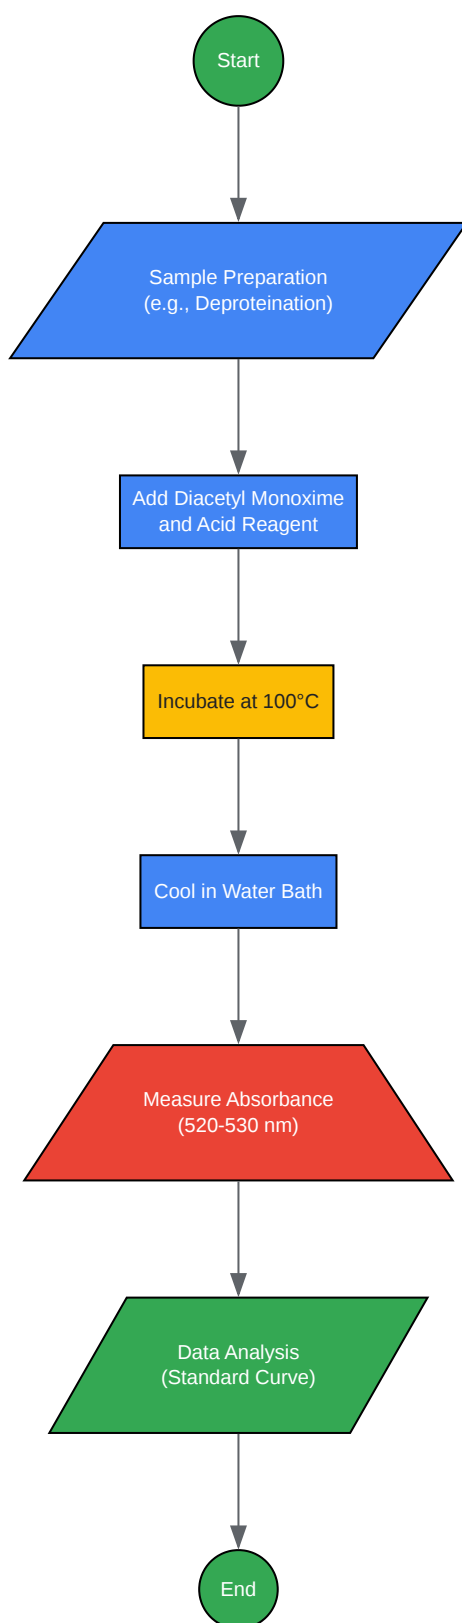 Start
Sample Preparation
(e.g., Deproteination)
Add Diacetyl Monoxime
and Acid Reagent
Incubate at 100°C
Cool in Water Bath
Measure Absorbance
(520-530 nm)
Data Analysis
(Standard Curve)
End